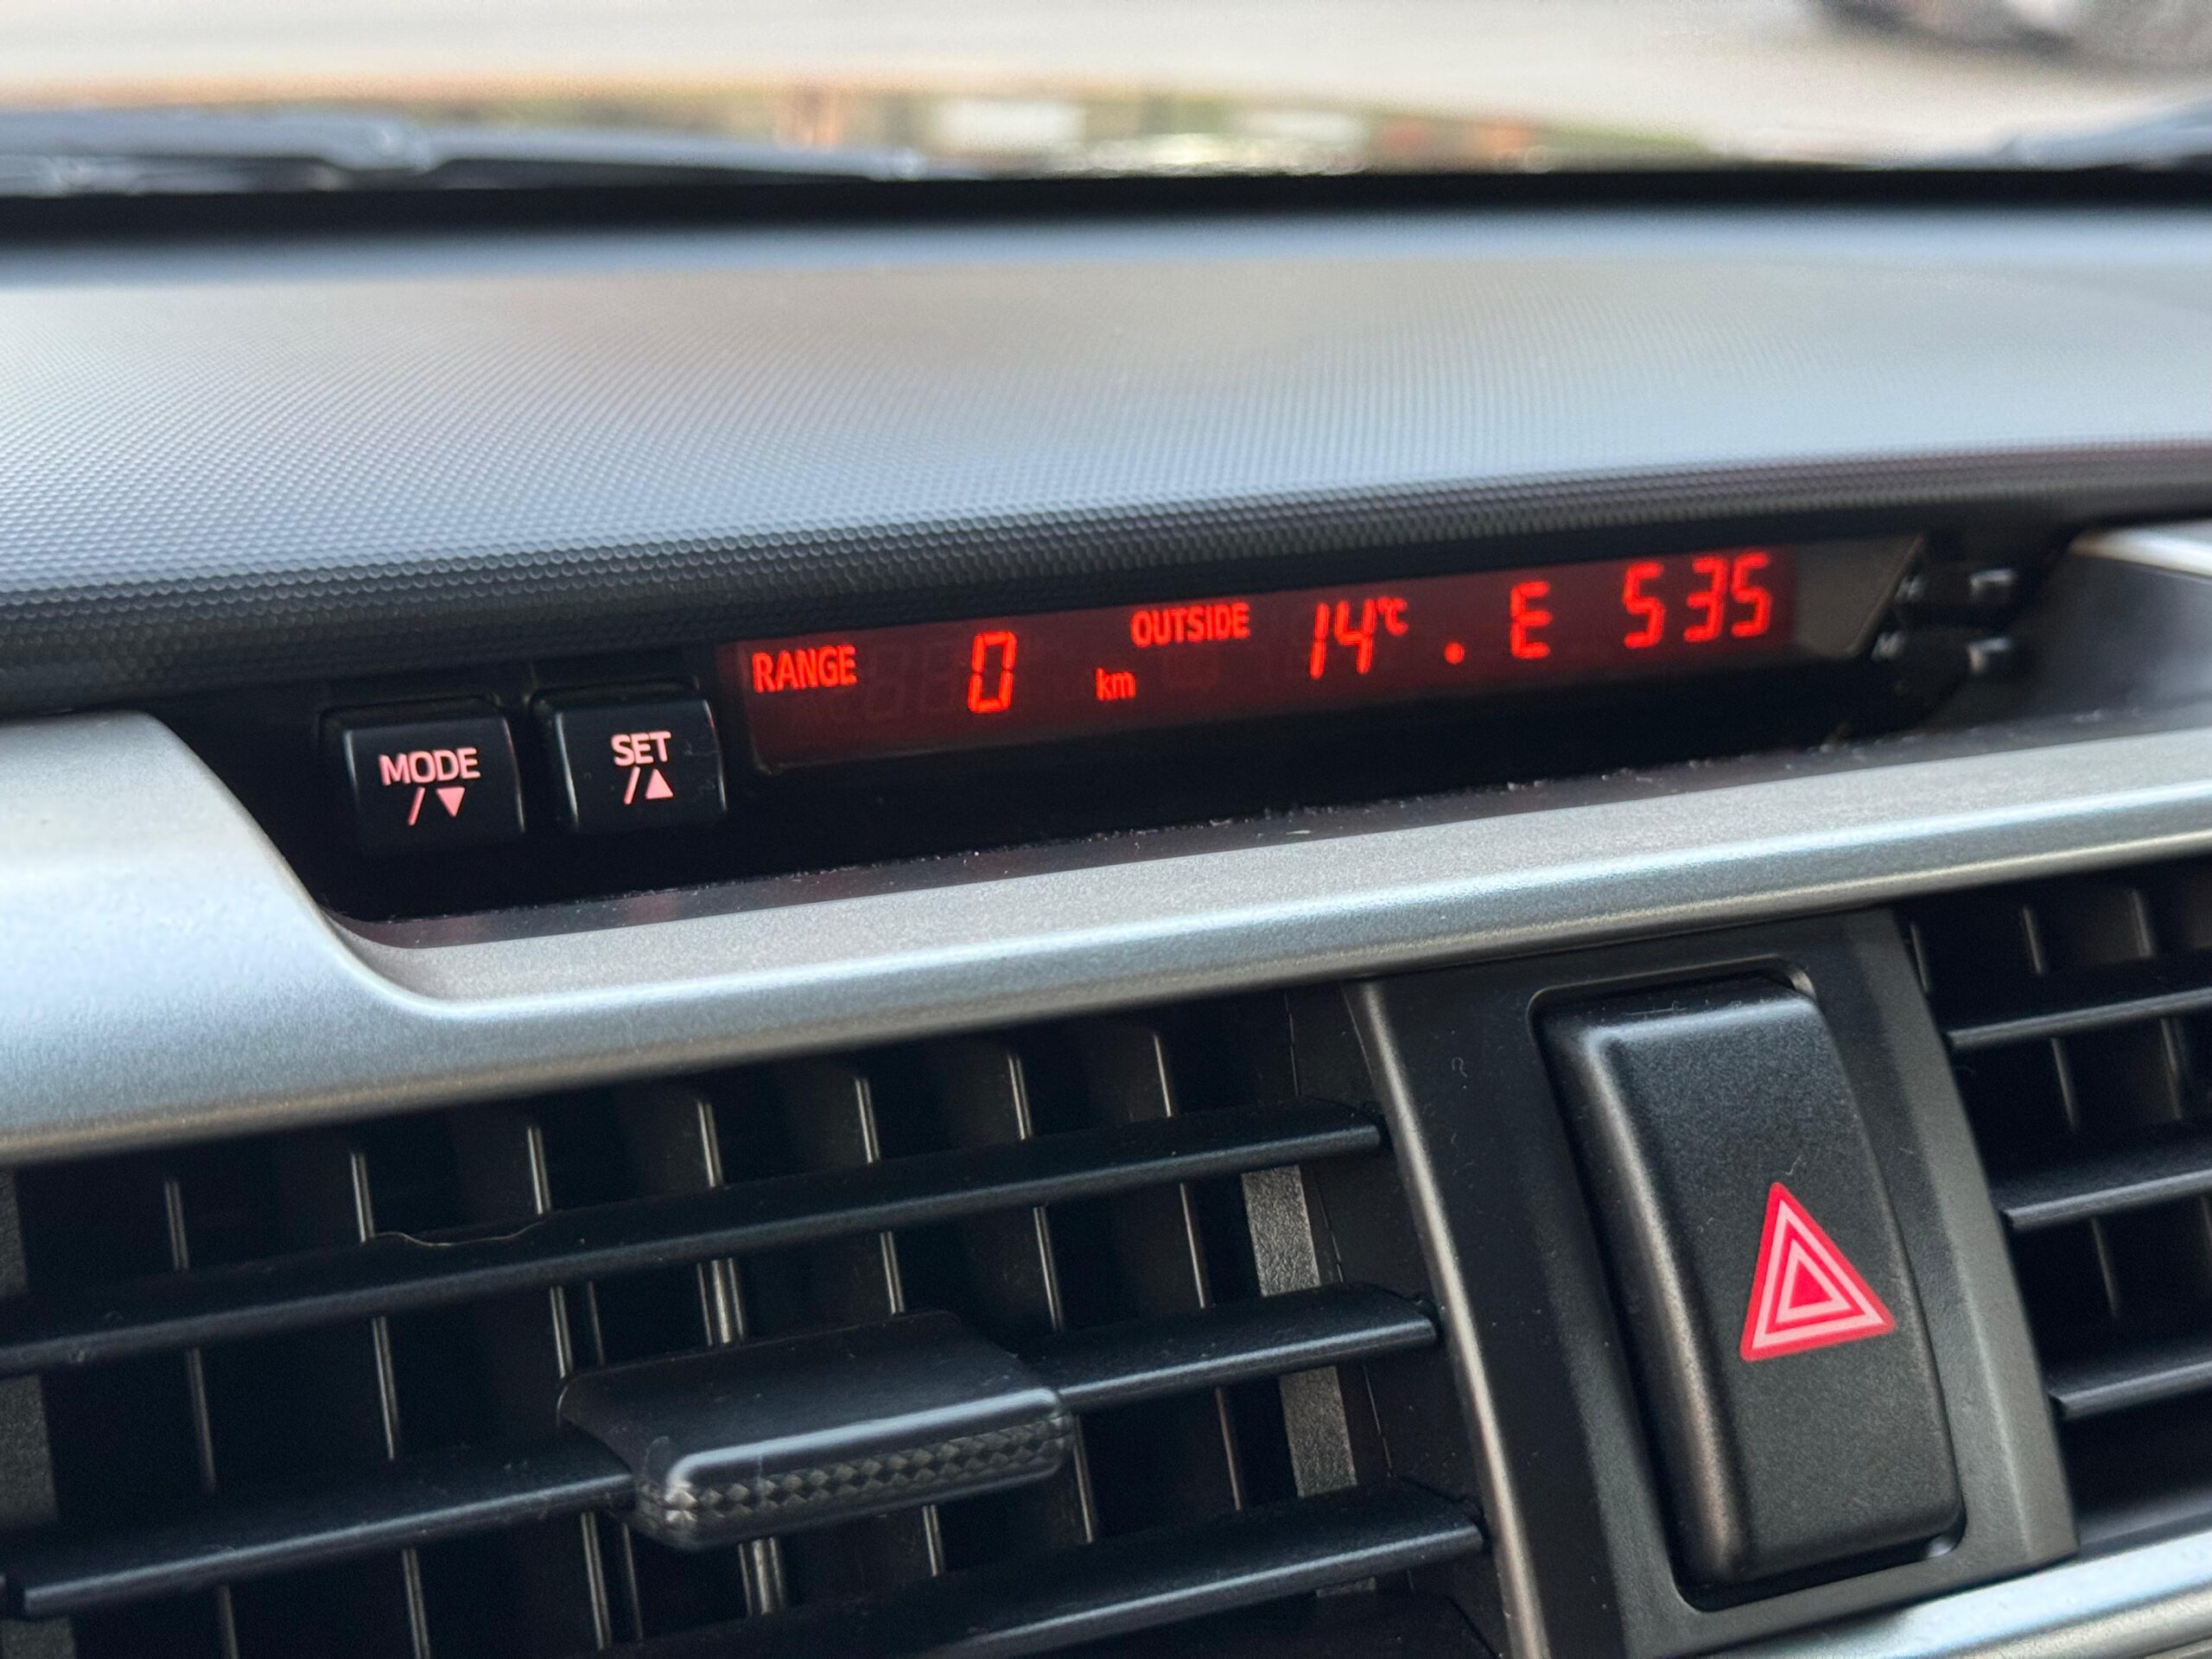 RANGE 0 km OUTSIDE 14°C . E 535
MODE
/▼
SET
/▲